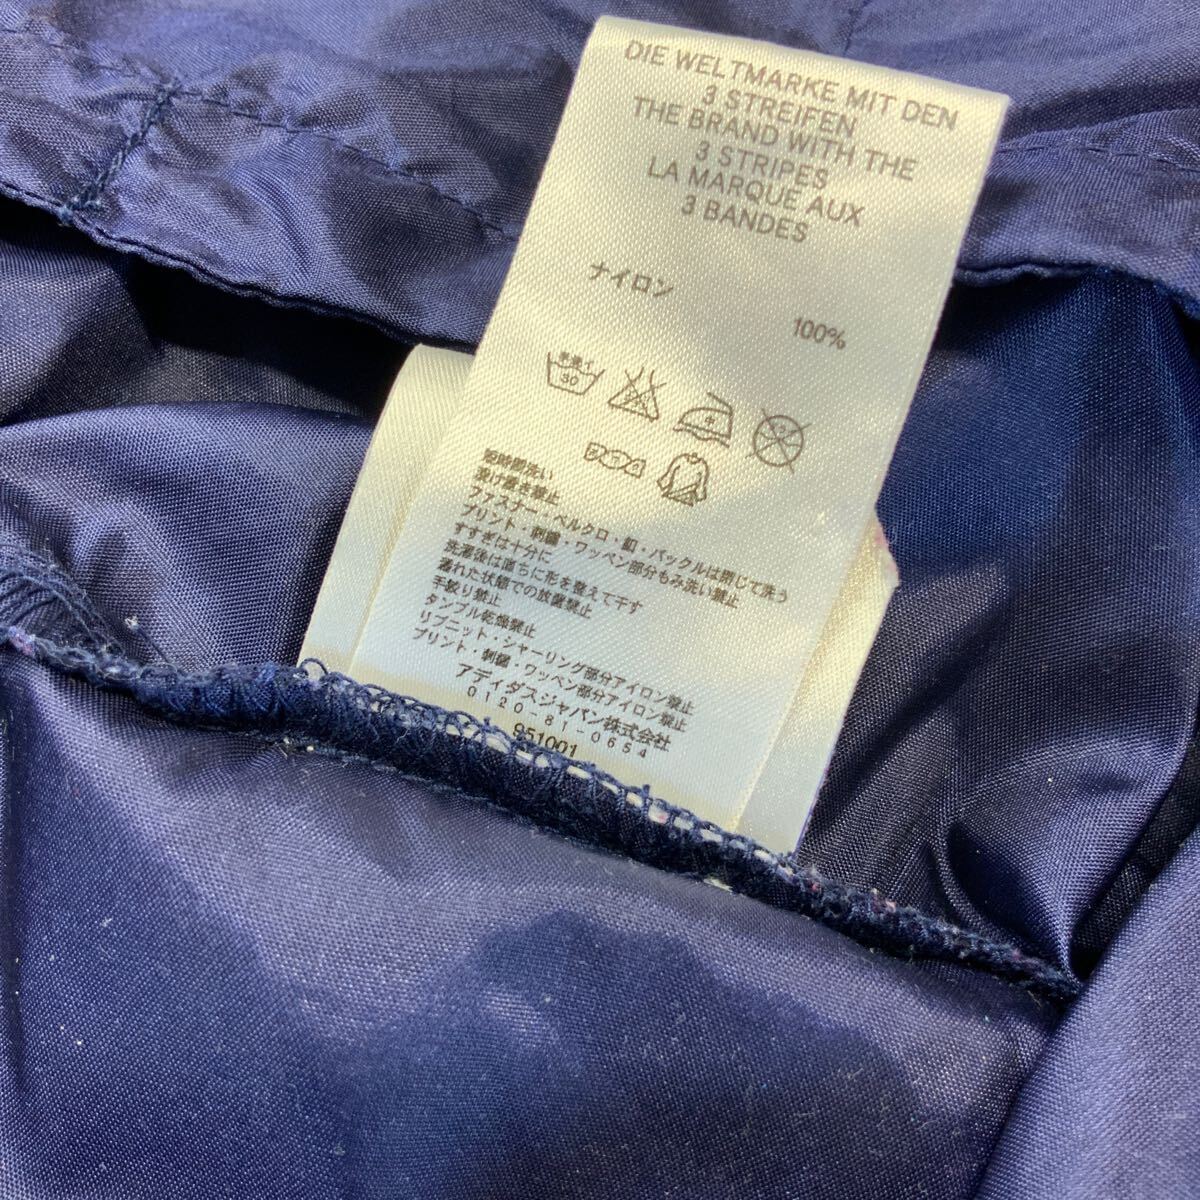 DIE WELTMARKE MIT DEN
3 STREIFEN
THE BRAND WITH THE
3 STRIPES
LA MARQUE AUX
3 BANDES
ナイロン
100%
手洗イ
30
短時間洗い
漬け置き禁止
ファスナー・ベルクロ・釦・バックルは閉じて洗う
プリント・刺繍・ワッペン部分もみ洗い禁止
すすぎは十分に
洗濯後は直ちに形を整えて干す
濡れた状態での放置禁止
手絞り禁止
タンブル乾燥禁止
リブニット・シャーリング部分アイロン禁止
プリント・刺繍・ワッペン部分アイロン禁止
アディダスジャパン株式会社
0120-81-0654
951001